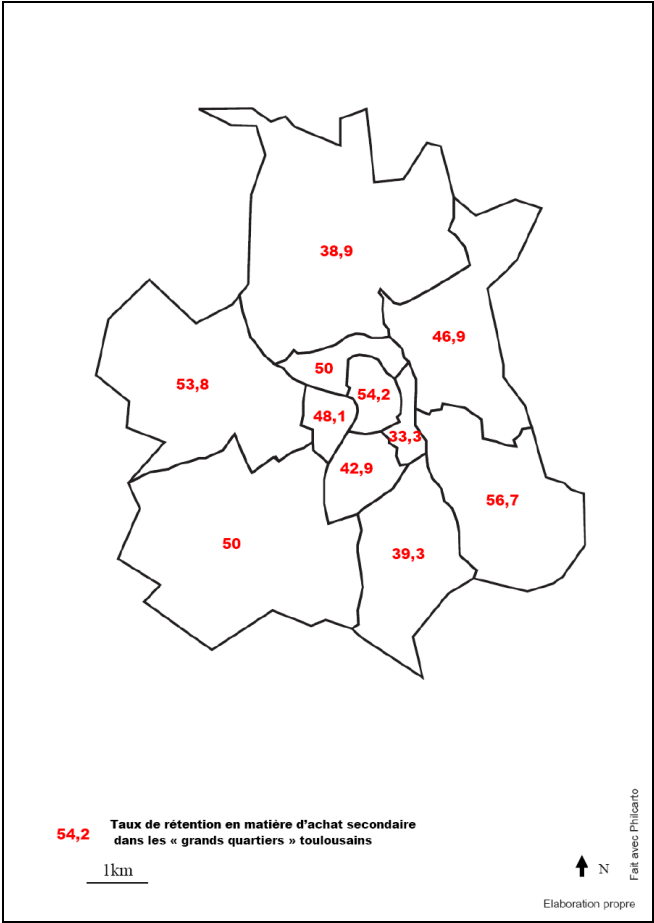 38,9
46,9
50
53,8
54,2
48,1
33,3
42,9
56,7
50
39,3
54,2 Taux de rétention en matière d’achat secondaire
dans les « grands quartiers » toulousains
1km
N
Fait avec Philcarto
Elaboration propre